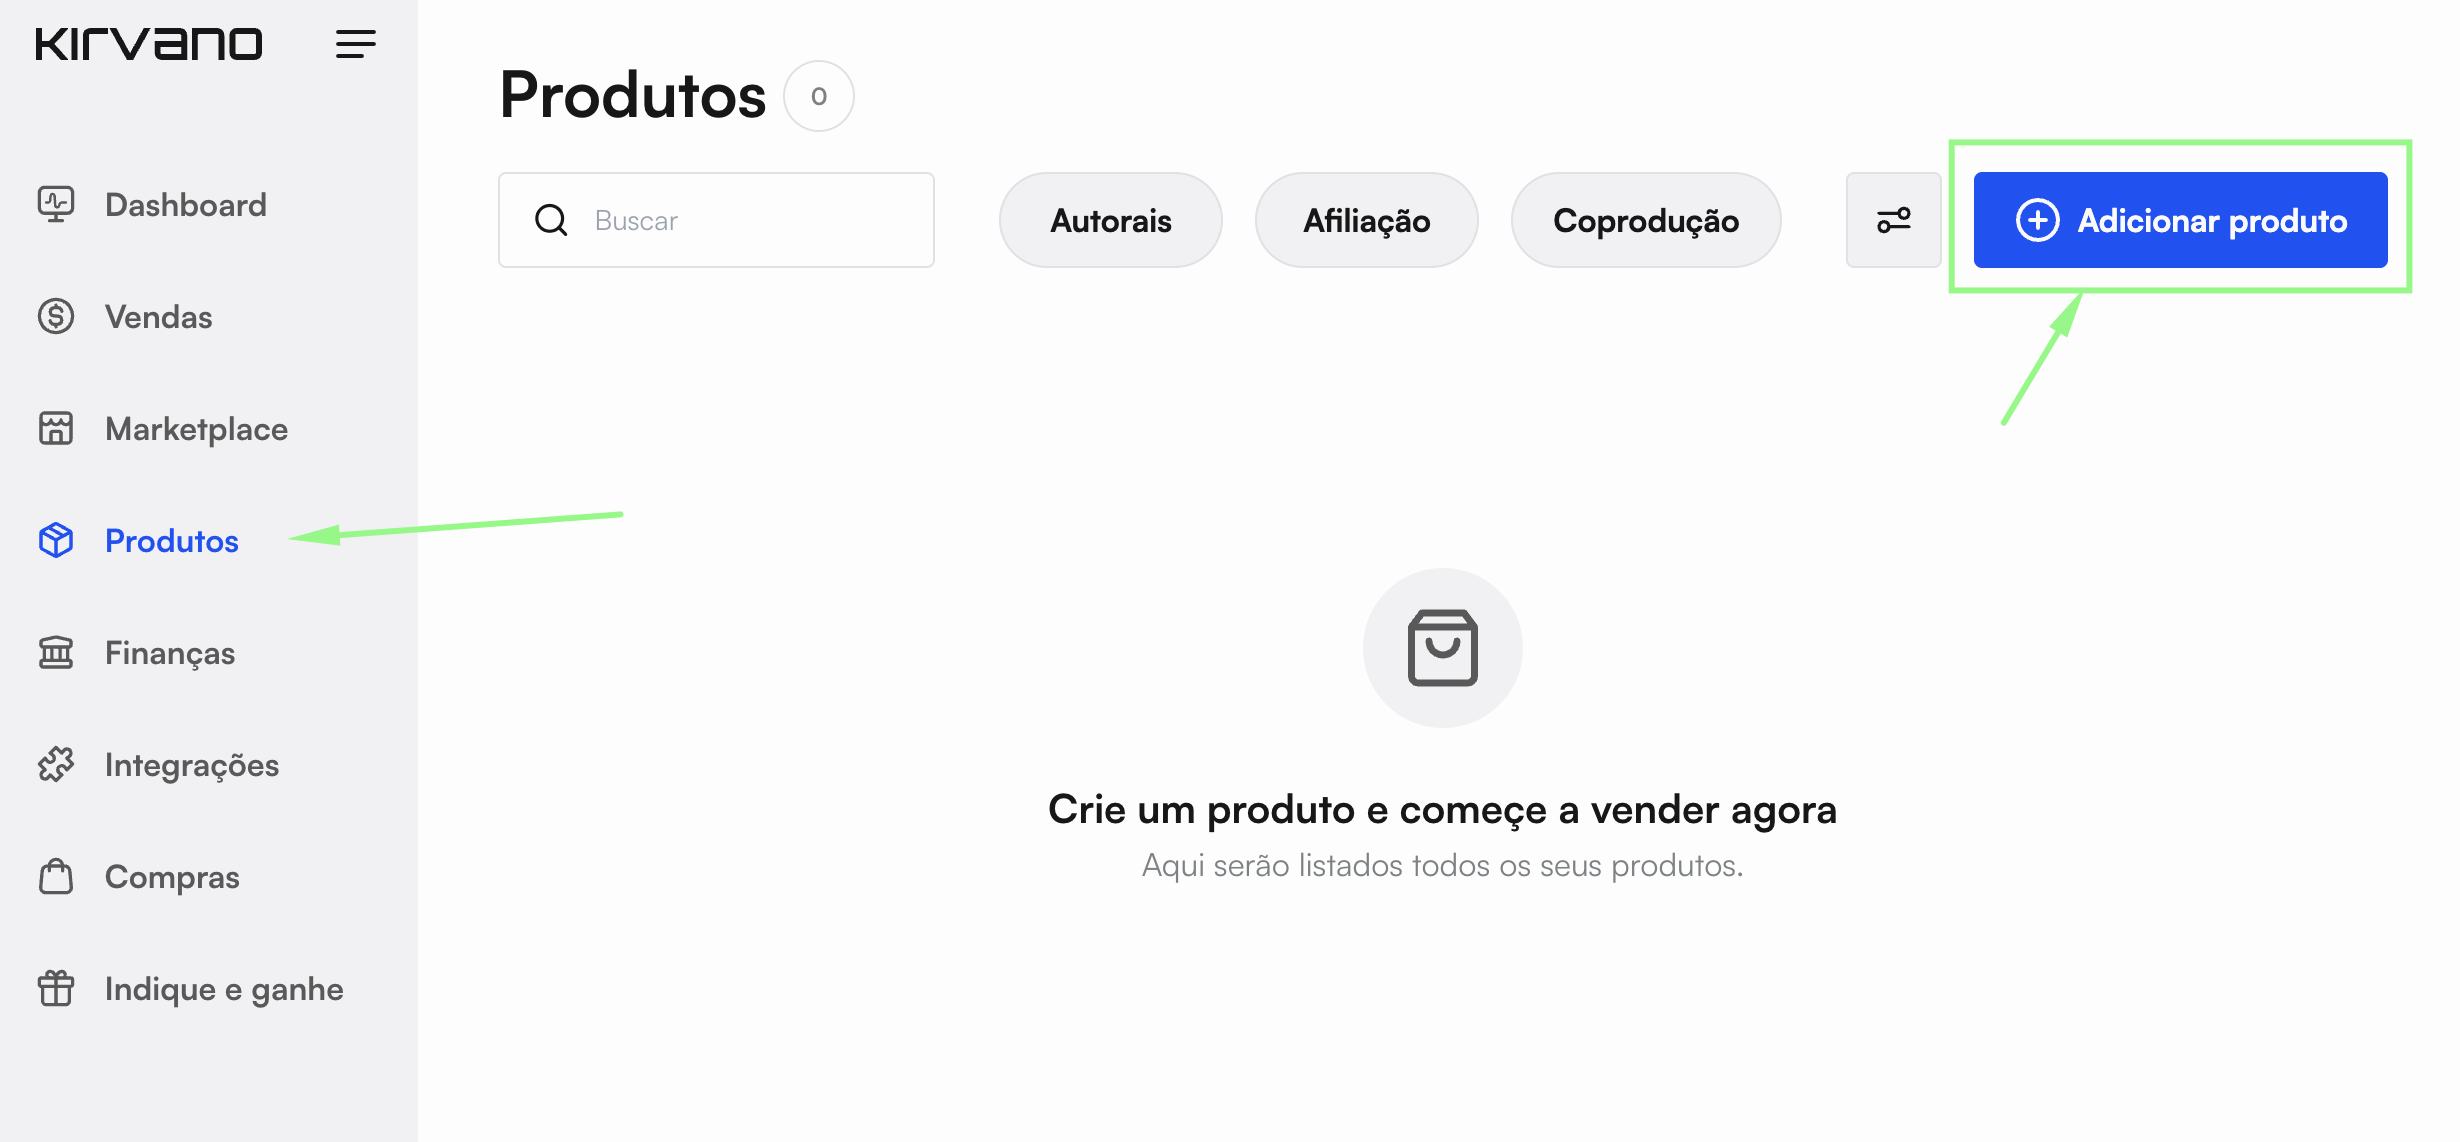 KIRVANO
Dashboard
Vendas
Marketplace
Produtos
Finanças
Integrações
Compras
Indique e ganhe
Produtos 0
Buscar
Autorais
Afiliação
Coprodução
Adicionar produto
Crie um produto e começe a vender agora
Aqui serão listados todos os seus produtos.